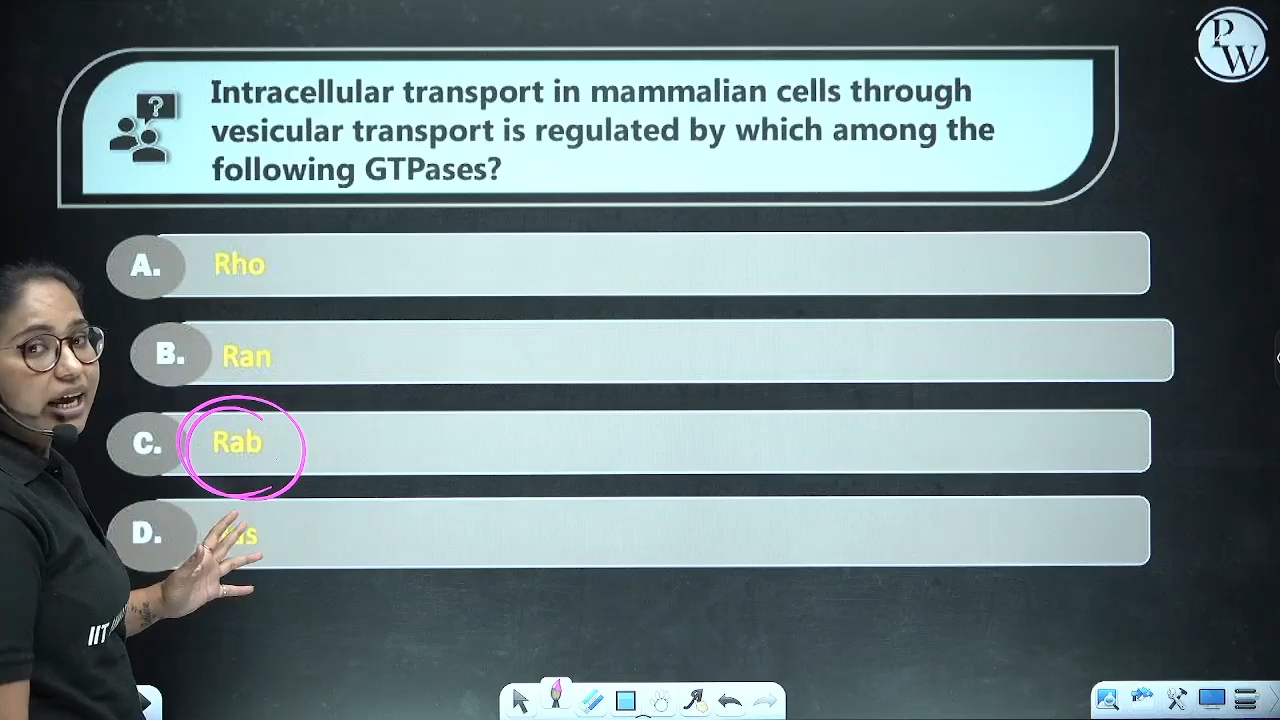 PW
Intracellular transport in mammalian cells through
vesicular transport is regulated by which among the
following GTPases?
A. Rho
B. Ran
C. Rab
D.
IIT